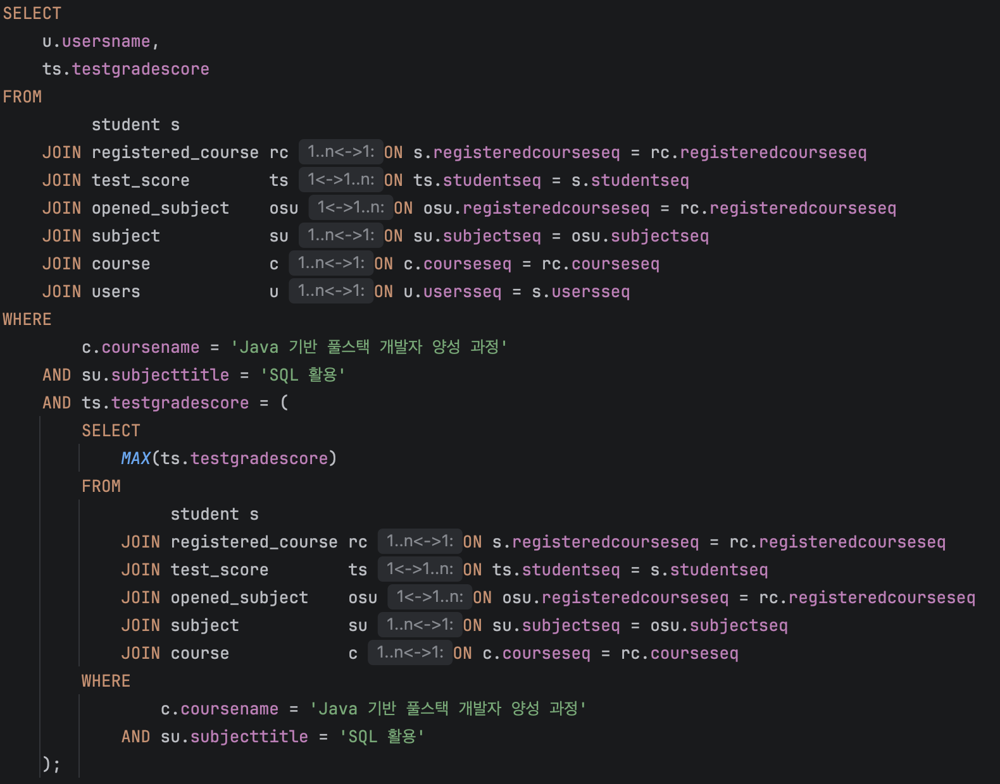 SELECT
u.usersname,
ts.testgradescore
FROM
student s
JOIN registered_course rc 1..n<->1: ON s.registeredcourseseq = rc.registeredcourseseq
JOIN test_score ts 1<->1..n: ON ts.studentseq = s.studentseq
JOIN opened_subject osu 1<->1..n: ON osu.registeredcourseseq = rc.registeredcourseseq
JOIN subject su 1..n<->1: ON su.subjectseq = osu.subjectseq
JOIN course c 1..n<->1: ON c.courseseq = rc.courseseq
JOIN users u 1..n<->1: ON u.usersseq = s.usersseq
WHERE
c.coursename = 'Java 기반 풀스택 개발자 양성 과정'
AND su.subjecttitle = 'SQL 활용'
AND ts.testgradescore = (
SELECT
MAX(ts.testgradescore)
FROM
student s
JOIN registered_course rc 1..n<->1: ON s.registeredcourseseq = rc.registeredcourseseq
JOIN test_score ts 1<->1..n: ON ts.studentseq = s.studentseq
JOIN opened_subject osu 1<->1..n: ON osu.registeredcourseseq = rc.registeredcourseseq
JOIN subject su 1..n<->1: ON su.subjectseq = osu.subjectseq
JOIN course c 1..n<->1: ON c.courseseq = rc.courseseq
WHERE
c.coursename = 'Java 기반 풀스택 개발자 양성 과정'
AND su.subjecttitle = 'SQL 활용'
);